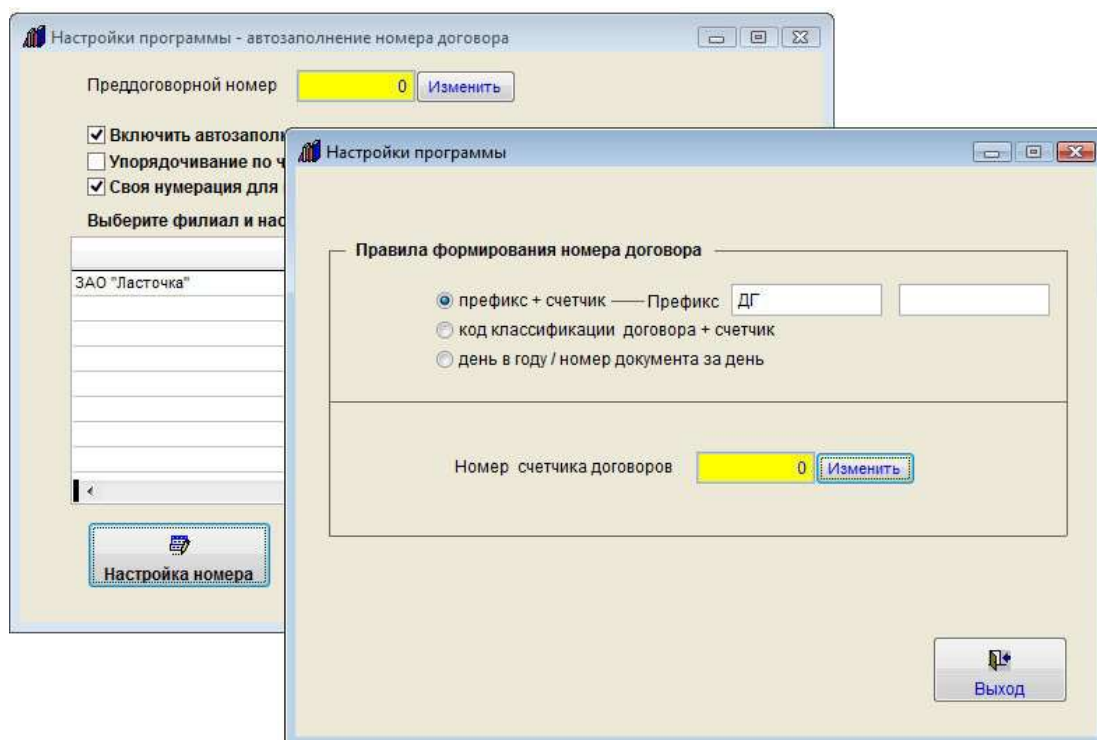 Настройки программы - автозаполнение номера договора
Преддоговорной номер 0 Изменить
Включить автозаполн
Упорядочивание по ч
Своя нумерация для
Выберите филиал и нас
ЗАО "Ласточка"
Настройка номера
Настройки программы
Правила формирования номера договора
префикс + счетчик Префикс ДГ
код классификации договора + счетчик
день в году / номер документа за день
Номер счетчика договоров 0 Изменить
Выход